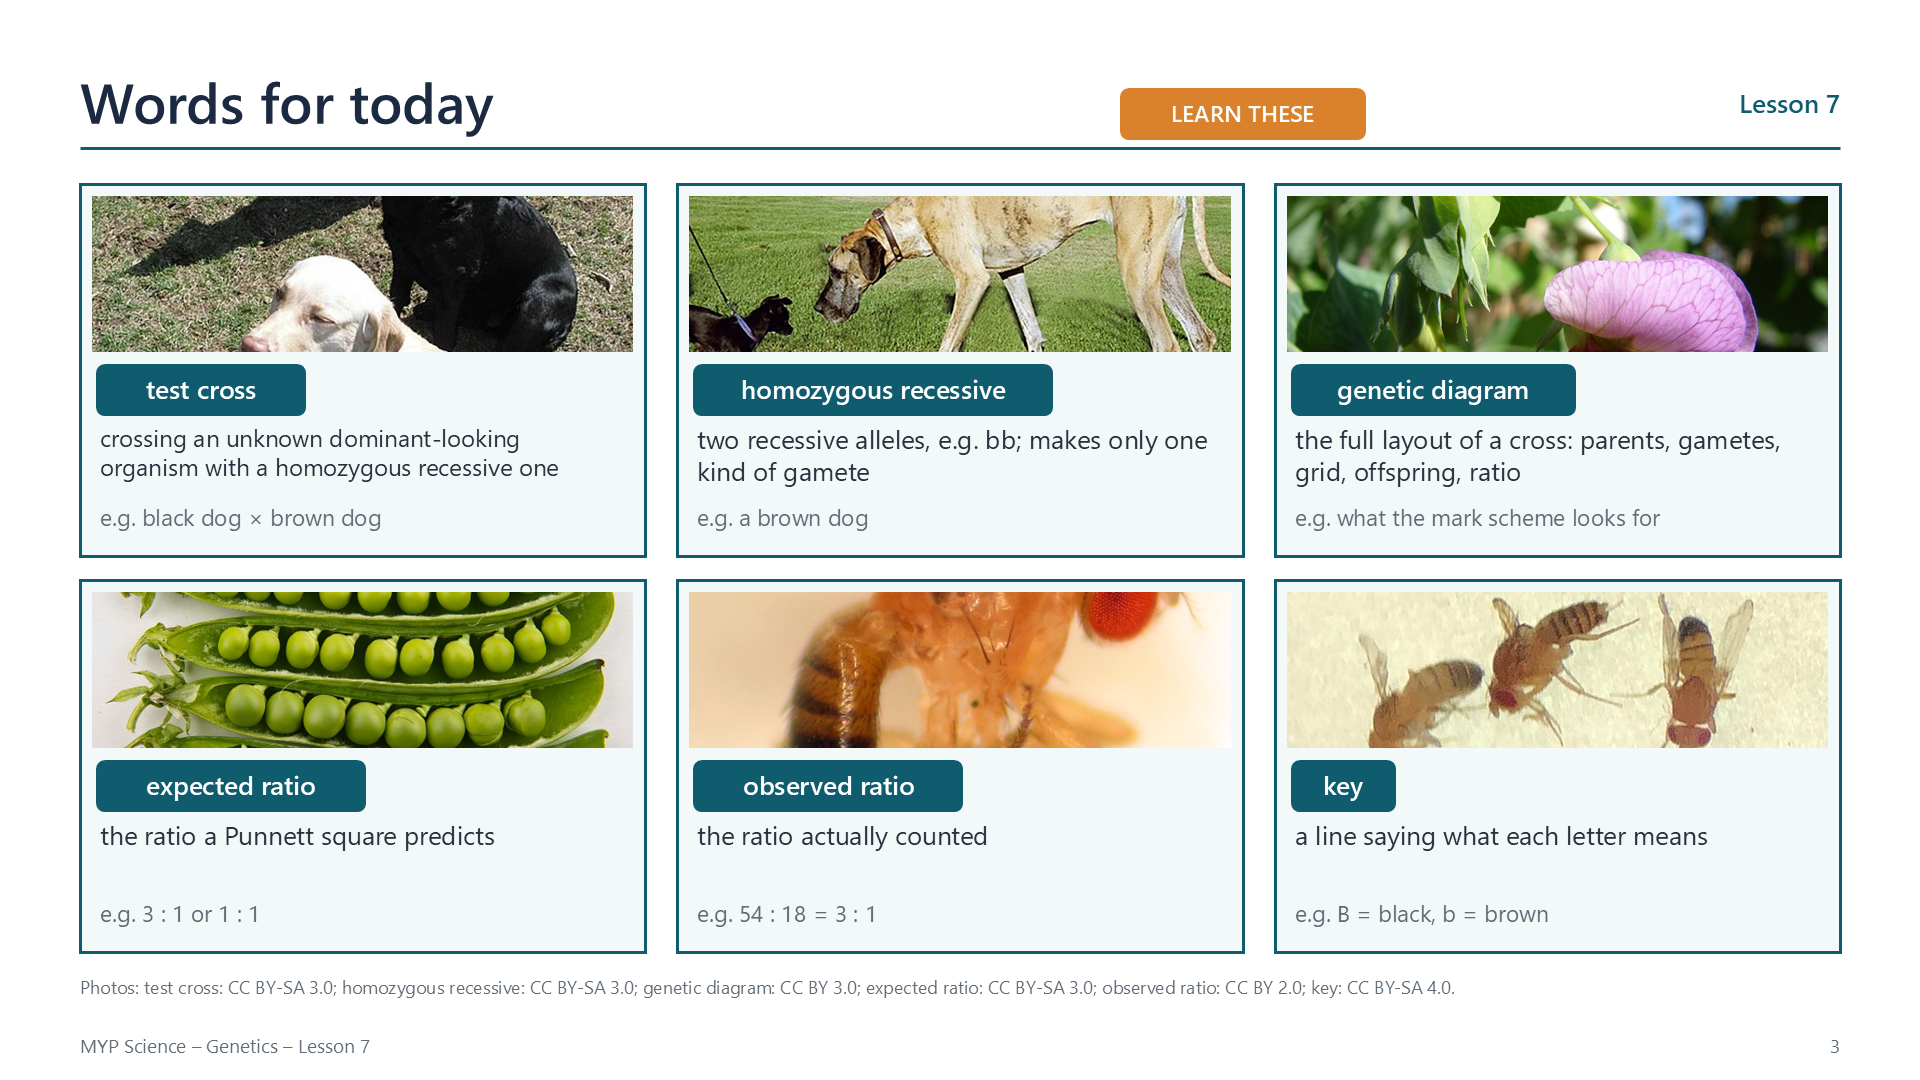 Words for today
LEARN THESE
Lesson 7
test cross
crossing an unknown dominant-looking
organism with a homozygous recessive one
e.g. black dog × brown dog
homozygous recessive
two recessive alleles, e.g. bb; makes only one
kind of gamete
e.g. a brown dog
genetic diagram
the full layout of a cross: parents, gametes,
grid, offspring, ratio
e.g. what the mark scheme looks for
expected ratio
the ratio a Punnett square predicts
e.g. 3 : 1 or 1 : 1
observed ratio
the ratio actually counted
e.g. 54 : 18 = 3 : 1
key
a line saying what each letter means
e.g. B = black, b = brown
Photos: test cross: CC BY-SA 3.0; homozygous recessive: CC BY-SA 3.0; genetic diagram: CC BY 3.0; expected ratio: CC BY-SA 3.0; observed ratio: CC BY 2.0; key: CC BY-SA 4.0.
MYP Science – Genetics – Lesson 7
3